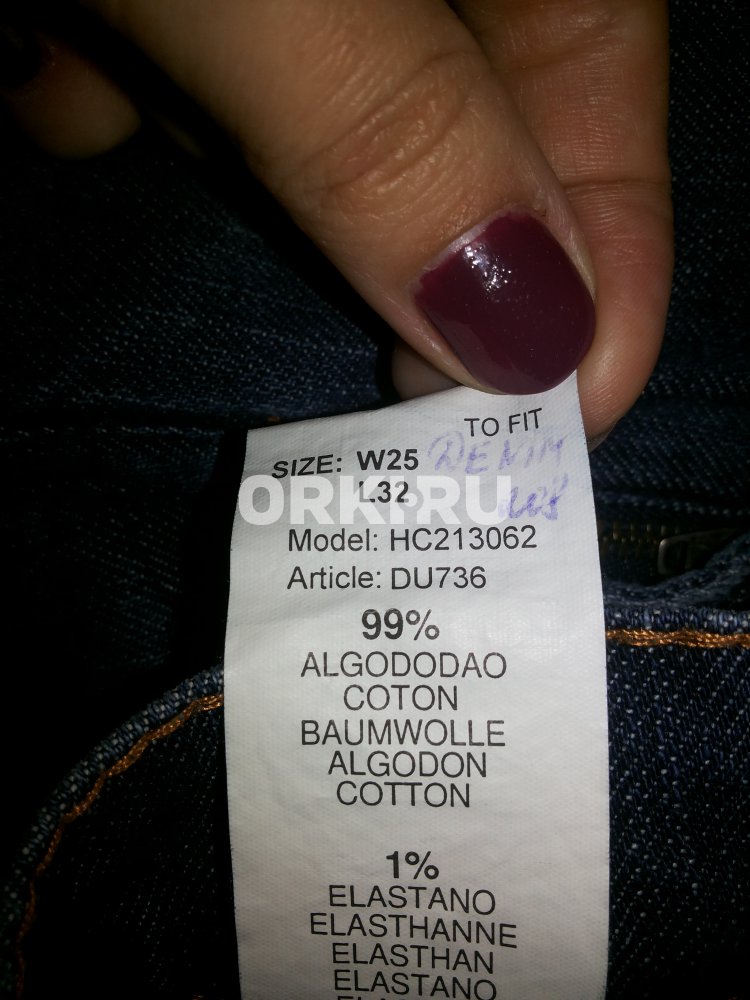 TO FIT
SIZE: W25 DENIM
L32
ORKI.RU
Model: HC213062
Article: DU736
99%
ALGODODAO
COTON
BAUMWOLLE
ALGODON
COTTON
1%
ELASTANO
ELASTHANNE
ELASTHAN
ELASTANO